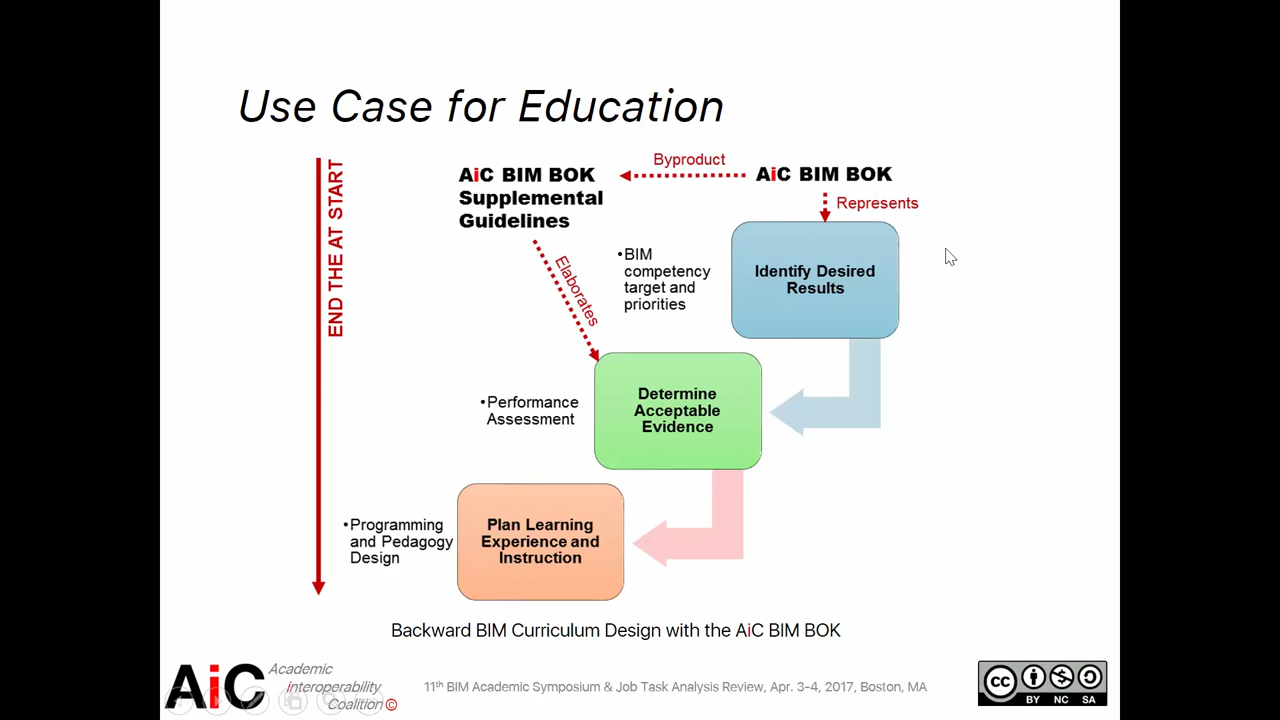 Use Case for Education
END THE AT START
AiC BIM BOK
Supplemental
Guidelines
Byproduct
AiC BIM BOK
Represents
Elaborates
•BIM
competency
target and
priorities
Identify Desired
Results
•Performance
Assessment
Determine
Acceptable
Evidence
•Programming
and Pedagogy
Design
Plan Learning
Experience and
Instruction
Backward BIM Curriculum Design with the AiC BIM BOK
AiC
Academic
interoperability
Coalition ©
11th BIM Academic Symposium & Job Task Analysis Review, Apr. 3-4, 2017, Boston, MA
cc
BY NC SA